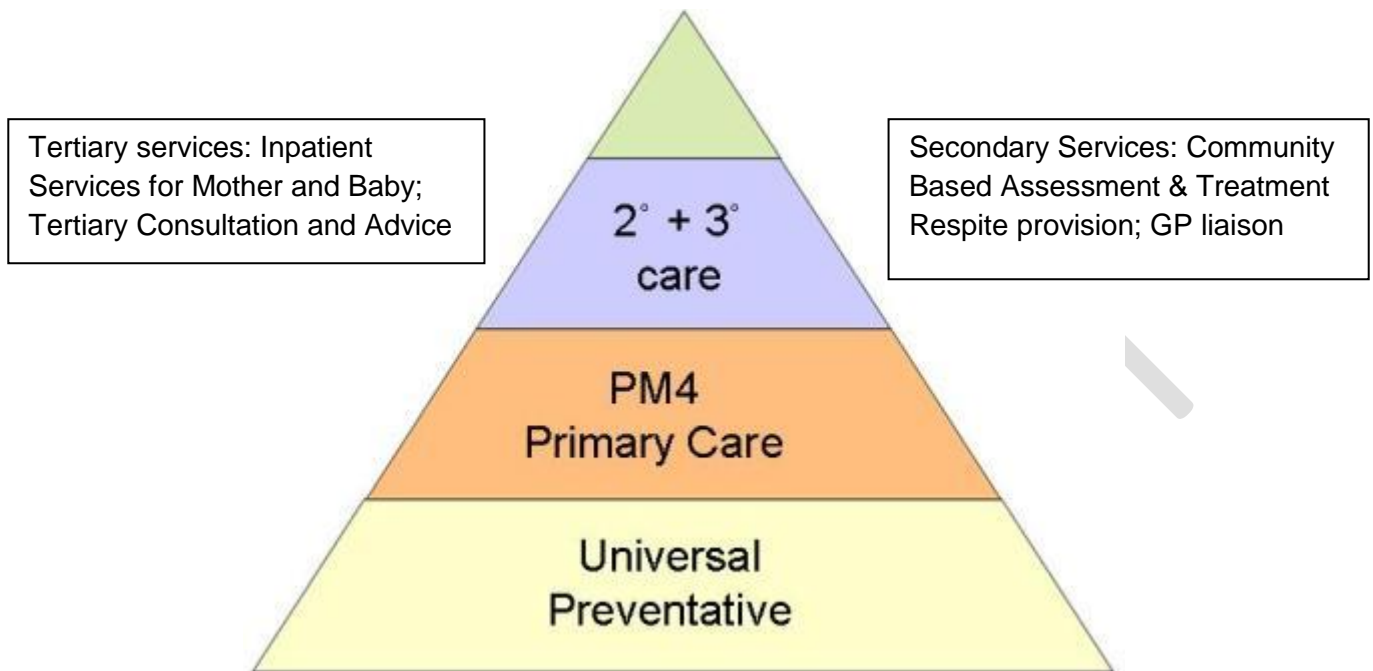 Tertiary services: Inpatient
Services for Mother and Baby;
Tertiary Consultation and Advice
Secondary Services: Community
Based Assessment & Treatment
Respite provision; GP liaison
2° + 3°
care
PM4
Primary Care
Universal
Preventative